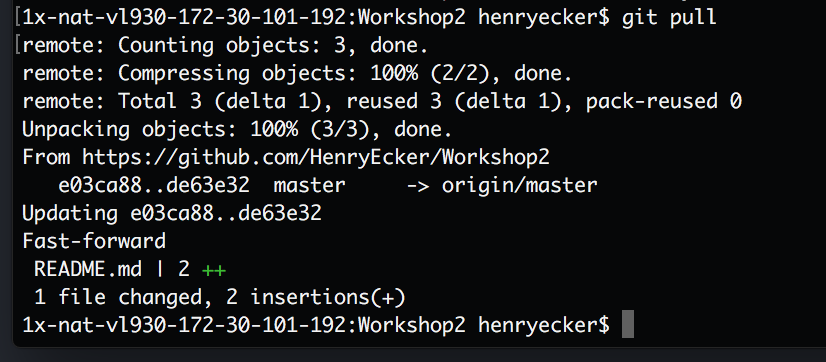 [1x-nat-vl930-172-30-101-192:Workshop2 henryecker$ git pull
[remote: Counting objects: 3, done.
remote: Compressing objects: 100% (2/2), done.
remote: Total 3 (delta 1), reused 3 (delta 1), pack-reused 0
Unpacking objects: 100% (3/3), done.
From https://github.com/HenryEcker/Workshop2
   e03ca88..de63e32  master     -> origin/master
Updating e03ca88..de63e32
Fast-forward
 README.md | 2 ++
 1 file changed, 2 insertions(+)
1x-nat-vl930-172-30-101-192:Workshop2 henryecker$